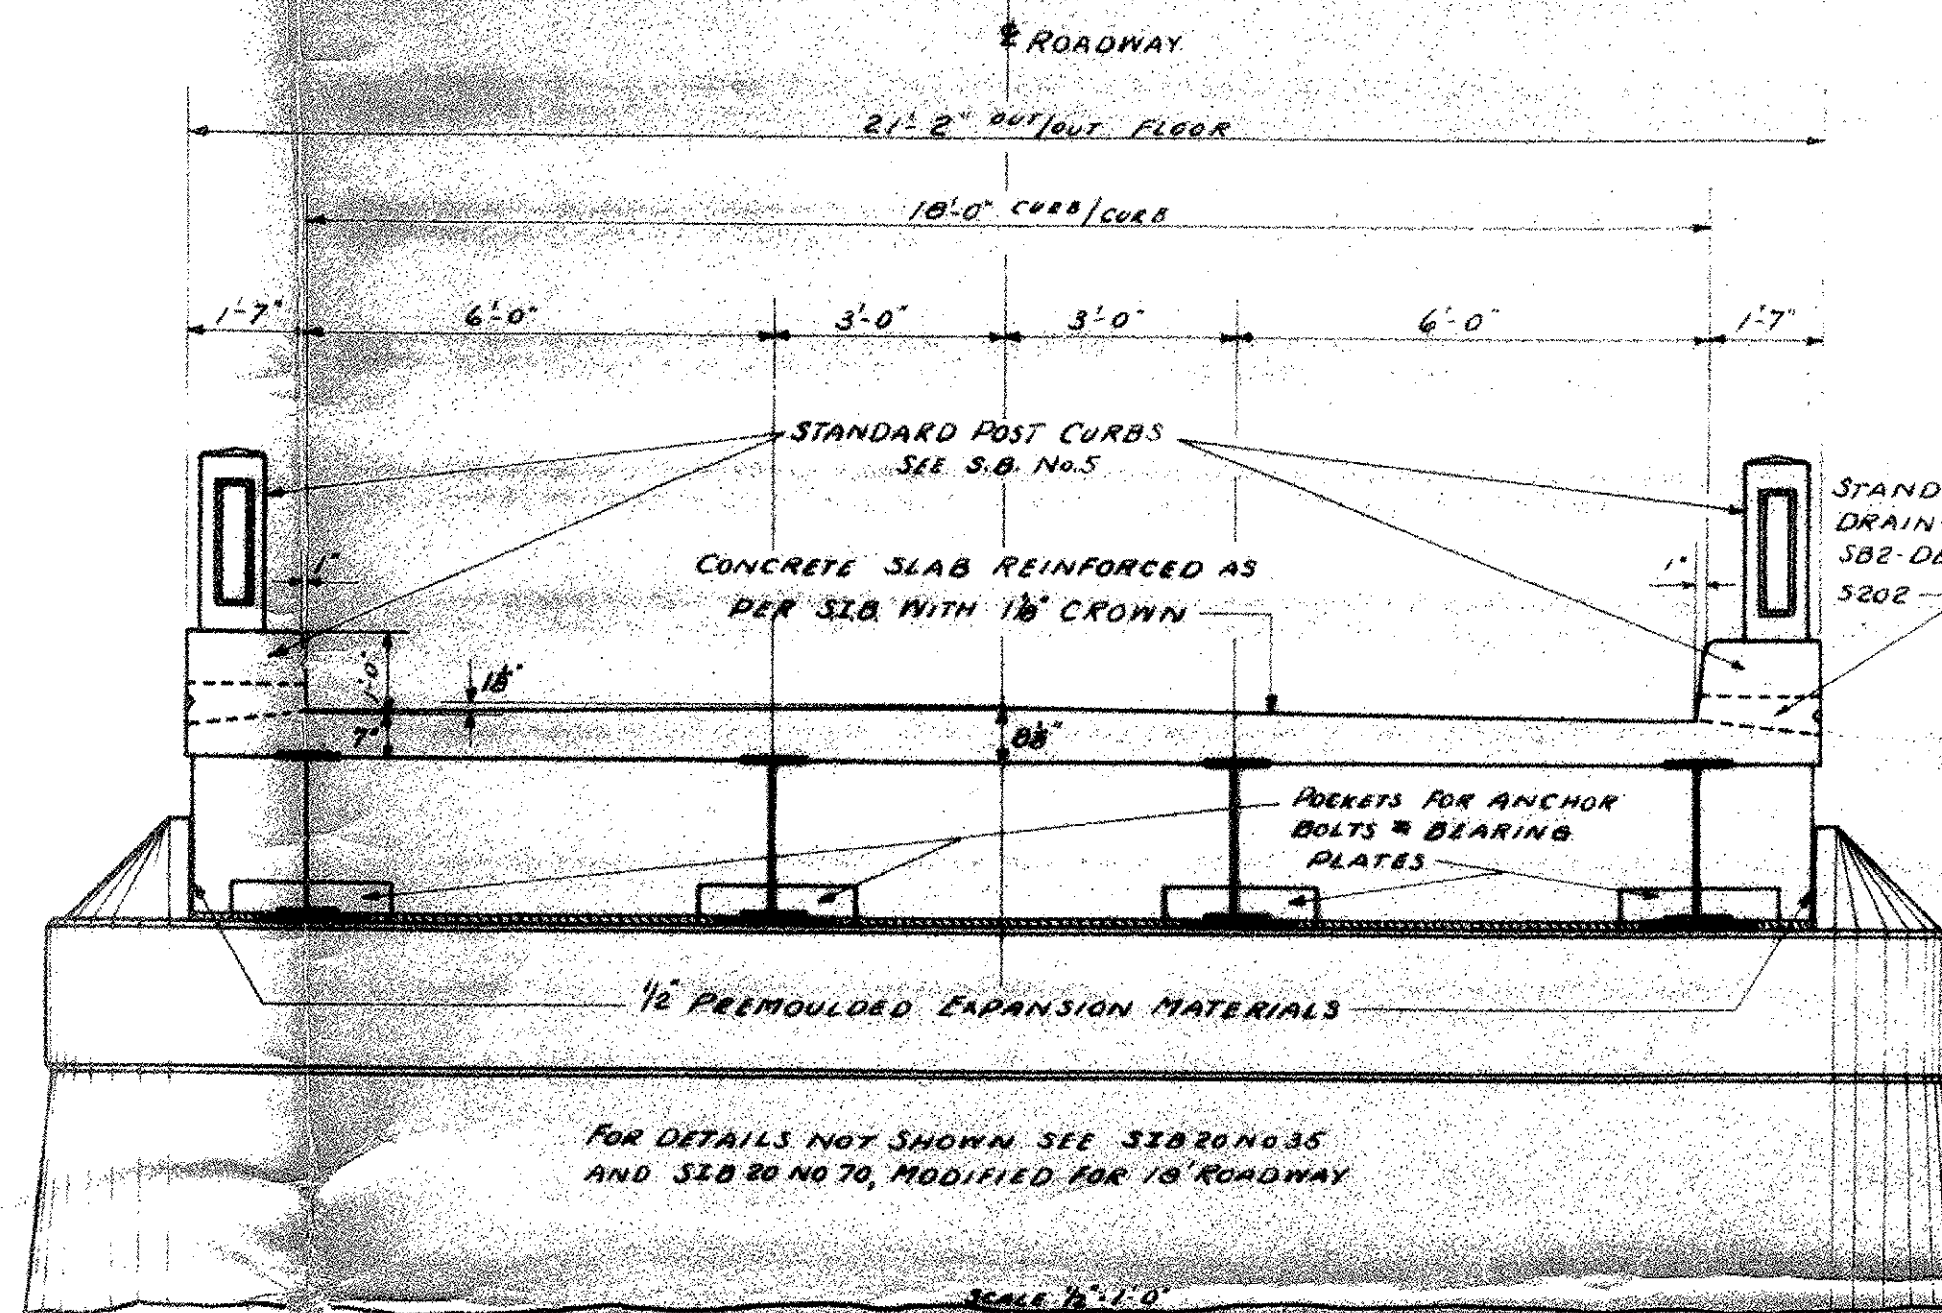 ℄ ROADWAY
21'-2" OUT/OUT FLOOR
18'-0" CURB/CURB
1'-7" 6'-0" 3'-0" 3'-0" 6'-0" 1'-7"
STANDARD POST CURBS
SEE S.B. No.5
STAND
DRAIN
SB2-DE
S202
1"
1"
CONCRETE SLAB REINFORCED AS
PER SIB WITH 1⅛" CROWN
1'-0"
1⅛"
7"
8⅛"
POCKETS FOR ANCHOR
BOLTS & BEARING
PLATES
1/2" PREMOULDED EXPANSION MATERIALS
FOR DETAILS NOT SHOWN SEE SIB 20 NO 35
AND SIB 20 NO 70, MODIFIED FOR 18' ROADWAY
SCALE ½"=1'-0"